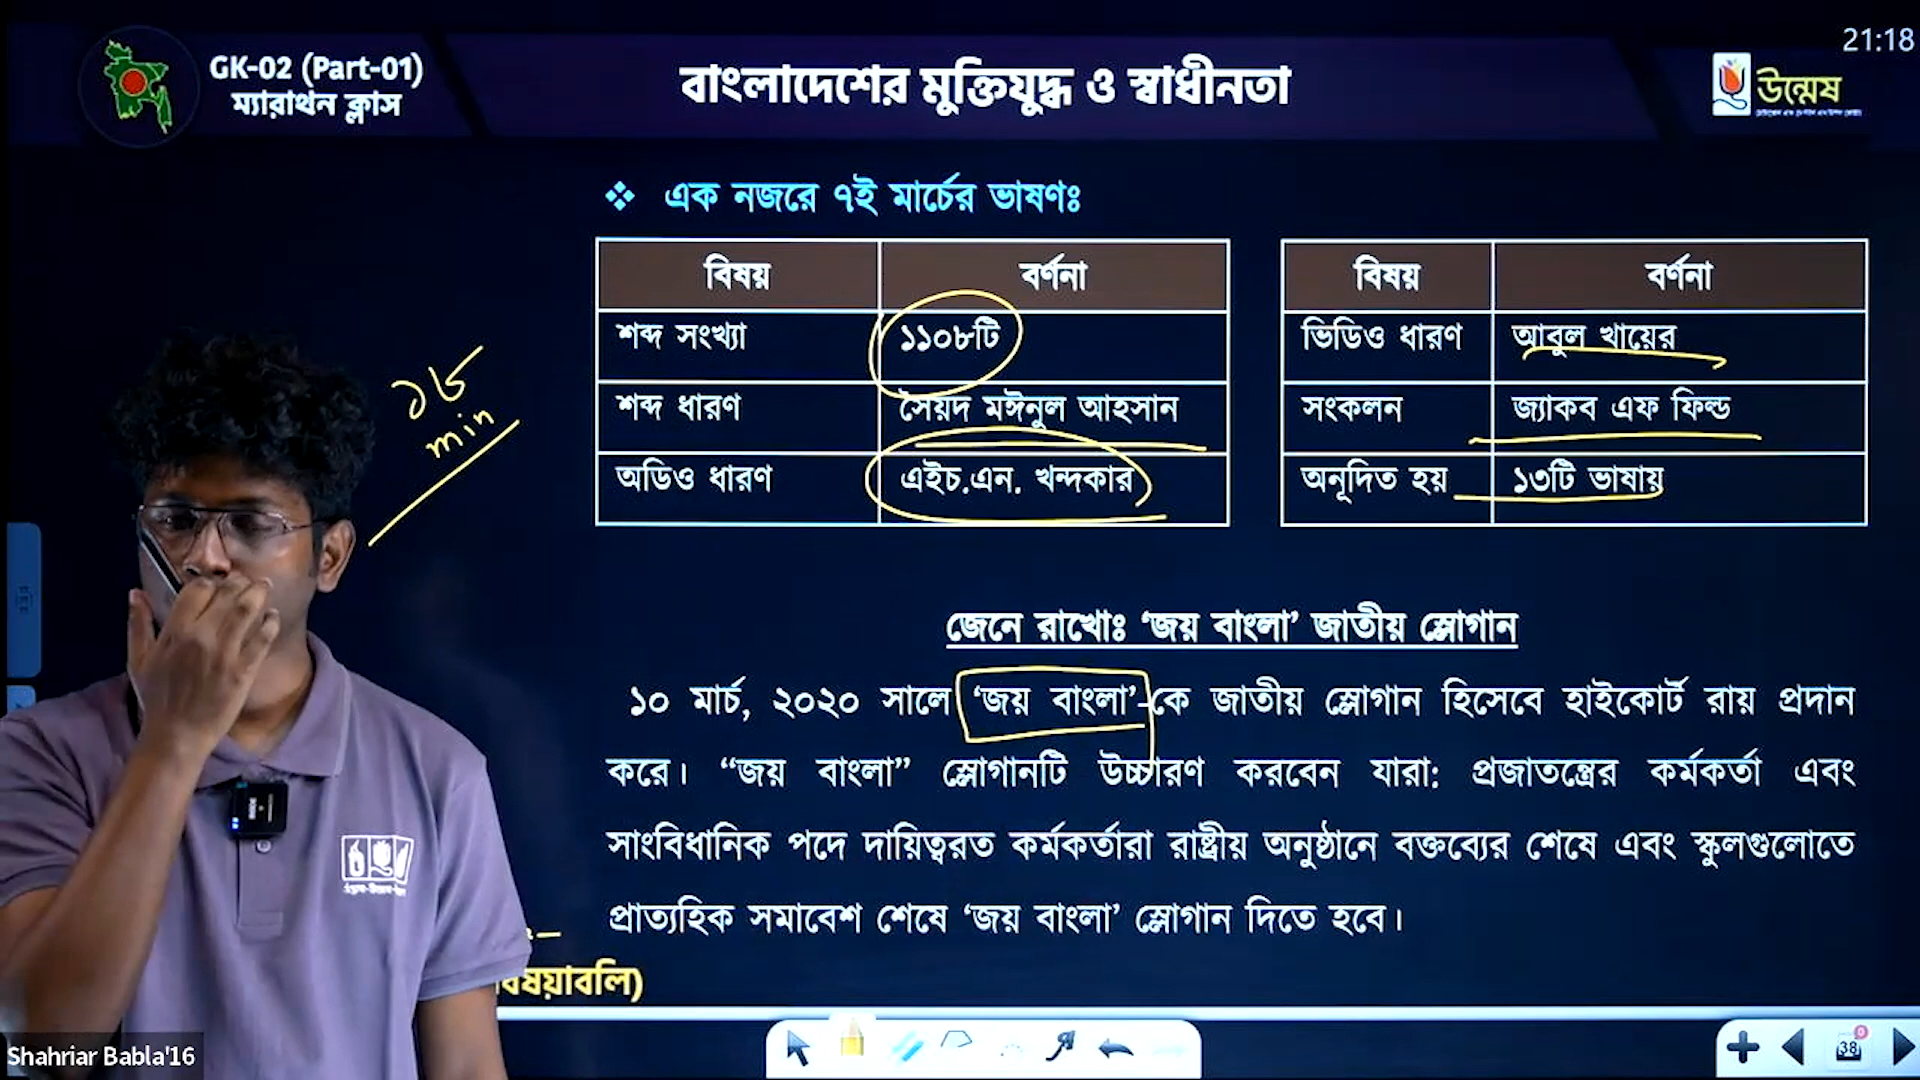 21:18
GK-02 (Part-01)
ম্যারাথন ক্লাস
বাংলাদেশের মুক্তিযুদ্ধ ও স্বাধীনতা
উন্মেষ
❖ এক নজরে ৭ই মার্চের ভাষণঃ
বিষয় বর্ণনা
শব্দ সংখ্যা ১১০৮টি
শব্দ ধারণ সৈয়দ মঈনুল আহসান
অডিও ধারণ এইচ.এন. খন্দকার
বিষয় বর্ণনা
ভিডিও ধারণ আবুল খায়ের
সংকলন জ্যাকব এফ ফিল্ড
অনূদিত হয় ১৩টি ভাষায়
১৮
min
জেনে রাখোঃ ‘জয় বাংলা’ জাতীয় স্লোগান
১০ মার্চ, ২০২০ সালে ‘জয় বাংলা’-কে জাতীয় স্লোগান হিসেবে হাইকোর্ট রায় প্রদান
করে। “জয় বাংলা” স্লোগানটি উচ্চারণ করবেন যারা: প্রজাতন্ত্রের কর্মকর্তা এবং
সাংবিধানিক পদে দায়িত্বরত কর্মকর্তারা রাষ্ট্রীয় অনুষ্ঠানে বক্তব্যের শেষে এবং স্কুলগুলোতে
প্রাত্যহিক সমাবেশ শেষে ‘জয় বাংলা’ স্লোগান দিতে হবে।
বিষয়াবলি)
Shahriar Babla'16
38
0